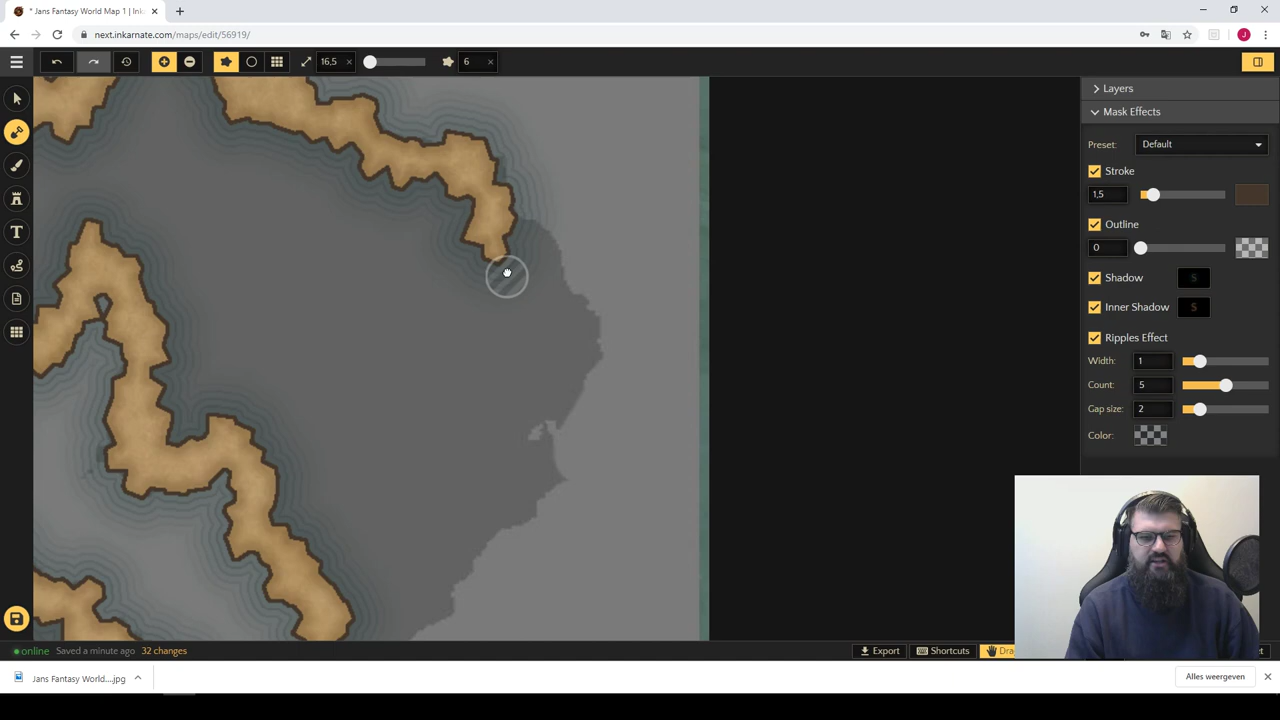 * Jans Fantasy World Map 1 | Ink
next.inkarnate.com/maps/edit/56919/
J
16,5
6
Layers
Mask Effects
Preset:
Default
Stroke
1,5
Outline
0
Shadow
S
Inner Shadow
S
Ripples Effect
Width:
1
Count:
5
Gap size:
2
Color:
T
online
Saved a minute ago
32 changes
Export
Shortcuts
Jans Fantasy World....jpg
Alles weergeven